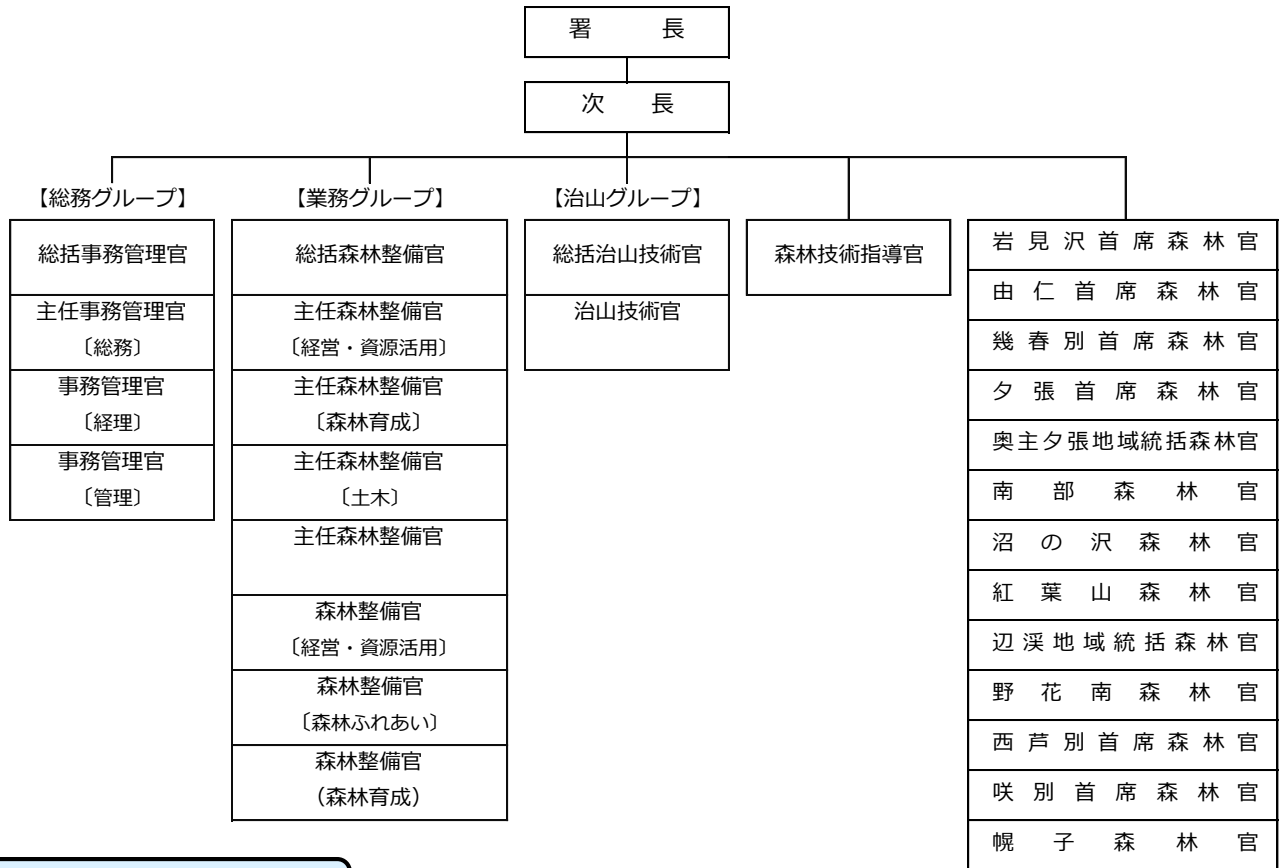 署長
次長
【総務グループ】
総括事務管理官
主任事務管理官
〔総務〕
事務管理官
〔経理〕
事務管理官
〔管理〕
【業務グループ】
総括森林整備官
主任森林整備官
〔経営・資源活用〕
主任森林整備官
〔森林育成〕
主任森林整備官
〔土木〕
主任森林整備官
森林整備官
〔経営・資源活用〕
森林整備官
〔森林ふれあい〕
森林整備官
(森林育成)
【治山グループ】
総括治山技術官
治山技術官
森林技術指導官
岩見沢首席森林官
由仁首席森林官
幾春別首席森林官
夕張首席森林官
奥主夕張地域統括森林官
南部森林官
沼の沢森林官
紅葉山森林官
辺渓地域統括森林官
野花南森林官
西芦別首席森林官
咲別首席森林官
幌子森林官